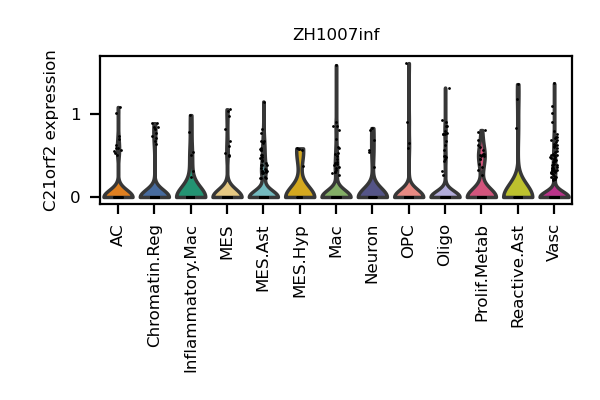 ZH1007inf
C21orf2 expression
1
0
AC
Chromatin.Reg
Inflammatory.Mac
MES
MES.Ast
MES.Hyp
Mac
Neuron
OPC
Oligo
Prolif.Metab
Reactive.Ast
Vasc